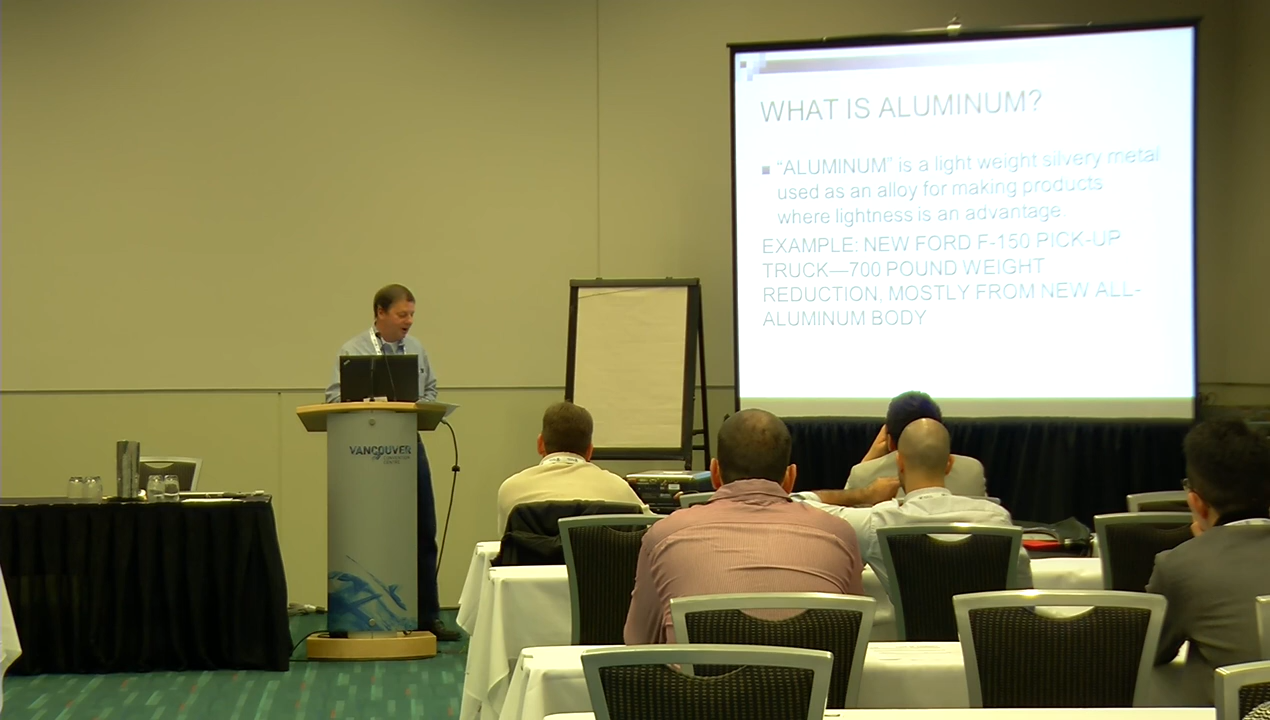 WHAT IS ALUMINUM?
"ALUMINUM" is a light weight silvery metal
used as an alloy for making products
where lightness is an advantage.
EXAMPLE: NEW FORD F-150 PICK-UP
TRUCK—700 POUND WEIGHT
REDUCTION, MOSTLY FROM NEW ALL-
ALUMINUM BODY
VANCOUVER
CONVENTION
CENTRE